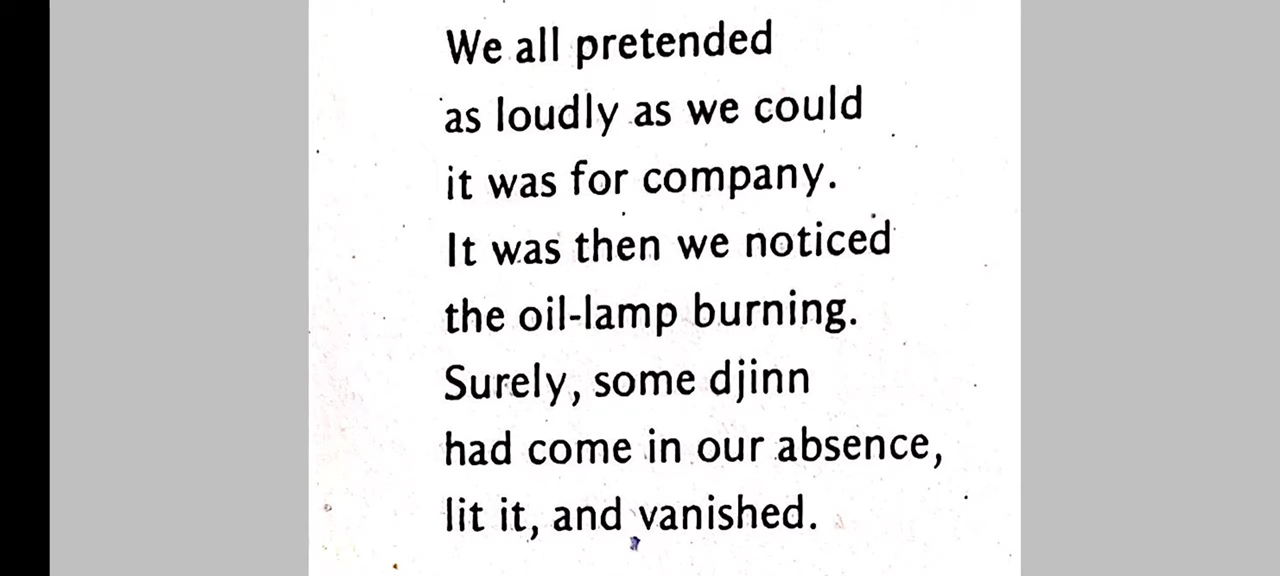 We all pretended
as loudly as we could
it was for company.
It was then we noticed
the oil-lamp burning.
Surely, some djinn
had come in our absence,
lit it, and vanished.